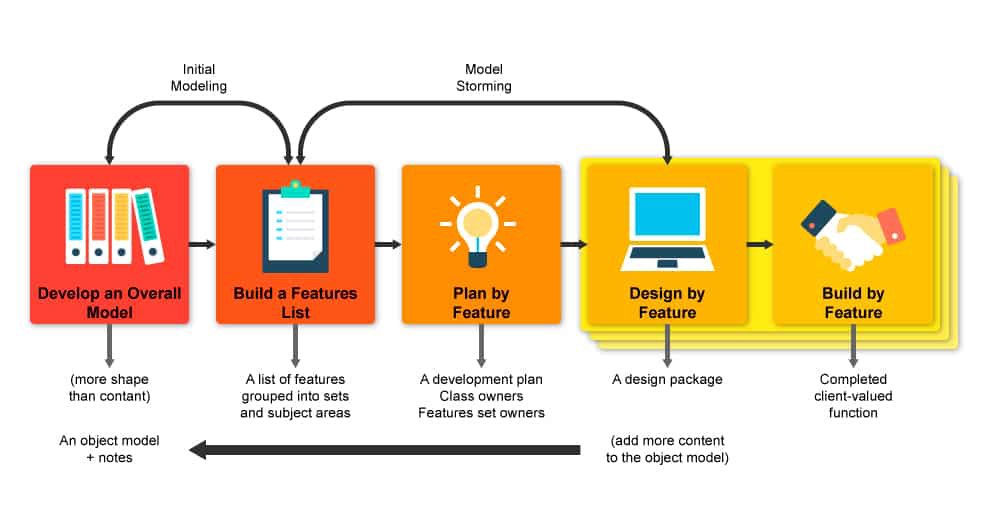 Initial
Modeling
Model
Storming
Develop an Overall
Model
Build a Features
List
Plan by
Feature
Design by
Feature
Build by
Feature
(more shape
than contant)
A list of features
grouped into sets
and subject areas
A development plan
Class owners
Features set owners
A design package
Completed
client-valued
function
An object model
+ notes
(add more content
to the object model)